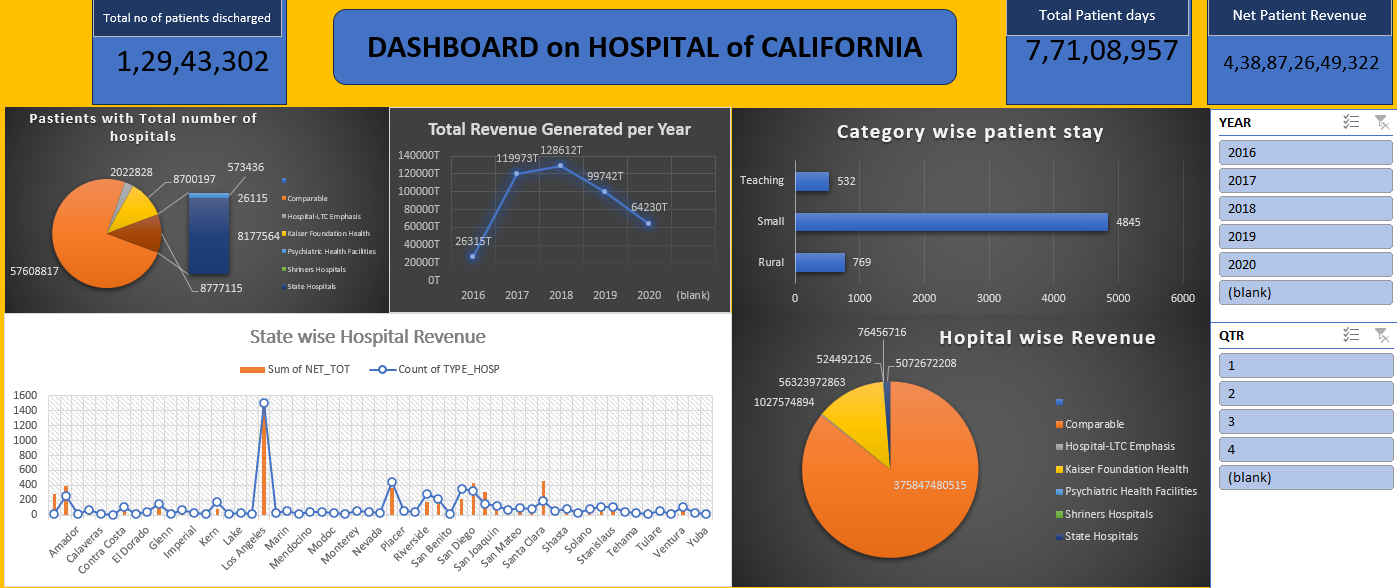 Total no of patients discharged
1,29,43,302
DASHBOARD on HOSPITAL of CALIFORNIA
Total Patient days
7,71,08,957
Net Patient Revenue
4,38,87,26,49,322
Pastients with Total number of
hospitals
2022828
8700197
573436
26115
8177564
57608817
8777115
Comparable
Hospital-LTC Emphasis
Kaiser Foundation Health
Psychiatric Health Facilities
Shriners Hospitals
State Hospitals
Total Revenue Generated per Year
140000T
120000T
100000T
80000T
60000T
40000T
20000T
0T
26315T
119973T
128612T
99742T
64230T
2016 2017 2018 2019 2020 (blank)
Category wise patient stay
Teaching 532
Small 4845
Rural 769
0 1000 2000 3000 4000 5000 6000
YEAR
2016
2017
2018
2019
2020
(blank)
State wise Hospital Revenue
Sum of NET_TOT Count of TYPE_HOSP
1600
1400
1200
1000
800
600
400
200
0
Amador
Calaveras
Contra Costa
El Dorado
Glenn
Imperial
Kern
Lake
Los Angeles
Marin
Mendocino
Modoc
Monterey
Nevada
Placer
Riverside
San Benito
San Diego
San Joaquin
San Mateo
Santa Clara
Shasta
Solano
Stanislaus
Tehama
Tulare
Ventura
Yuba
Hopital wise Revenue
76456716
524492126
5072672208
56323972863
1027574894
375847480515
Comparable
Hospital-LTC Emphasis
Kaiser Foundation Health
Psychiatric Health Facilities
Shriners Hospitals
State Hospitals
QTR
1
2
3
4
(blank)